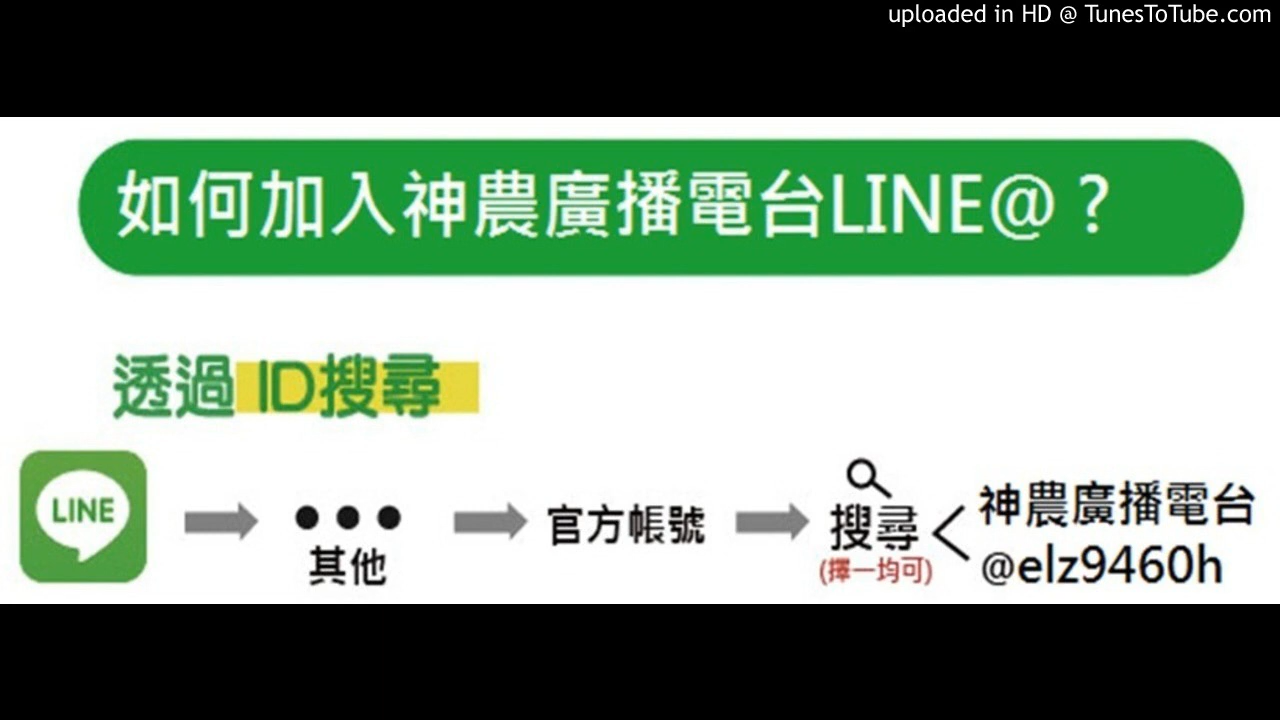 uploaded in HD @ TunesToTube.com
如何加入神農廣播電台LINE@？
透過 ID搜尋
LINE
其他
官方帳號
搜尋
(擇一均可)
神農廣播電台
@elz9460h